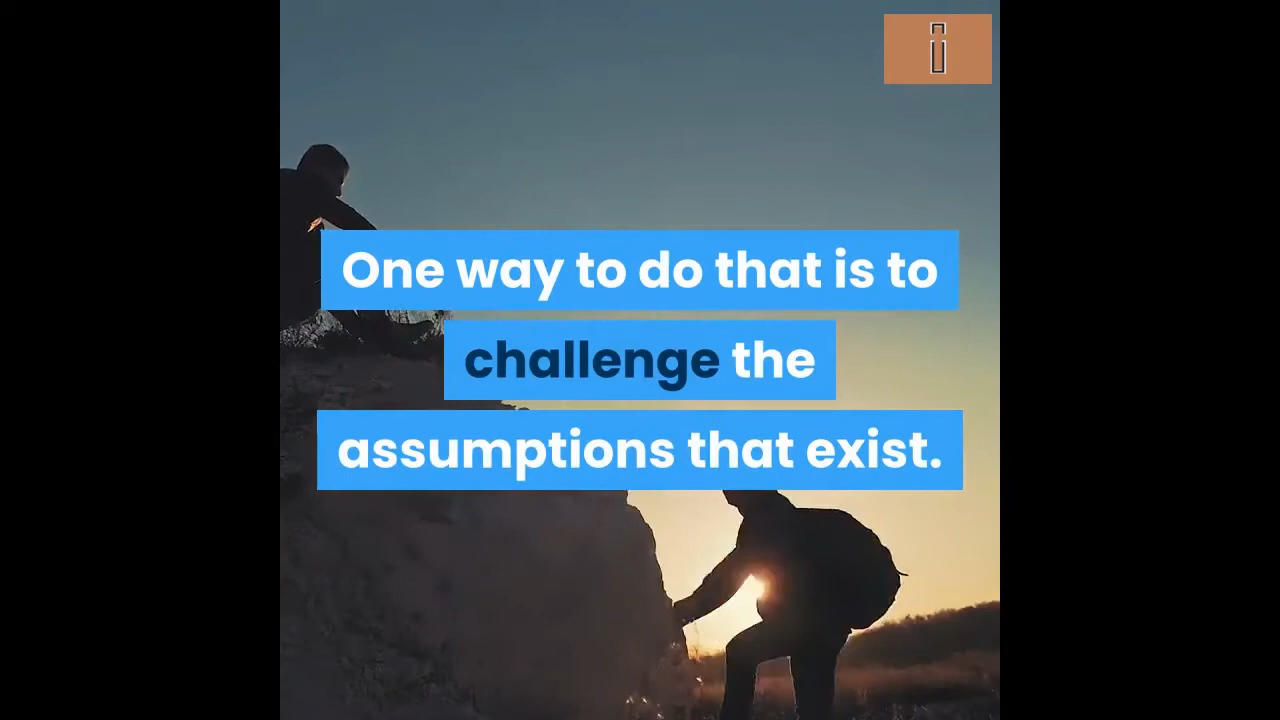 One way to do that is to
challenge the
assumptions that exist.